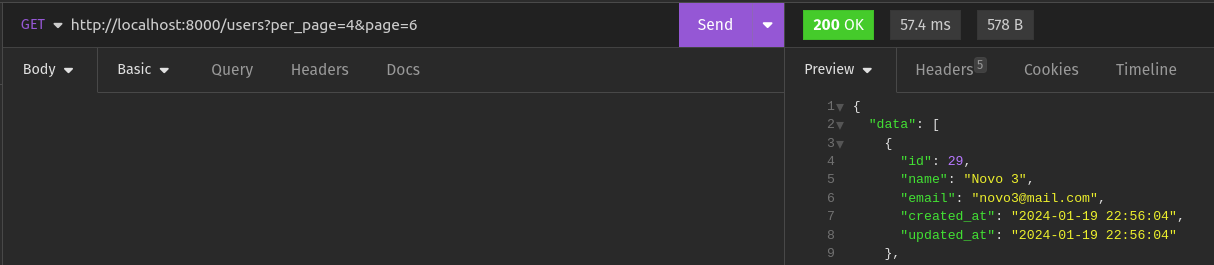 GET http://localhost:8000/users?per_page=4&page=6 Send 200 OK 57.4 ms 578 B
Body Basic Query Headers Docs Preview Headers 5 Cookies Timeline
1 {
2 "data": [
3 {
4 "id": 29,
5 "name": "Novo 3",
6 "email": "novo3@mail.com",
7 "created_at": "2024-01-19 22:56:04",
8 "updated_at": "2024-01-19 22:56:04"
9 },